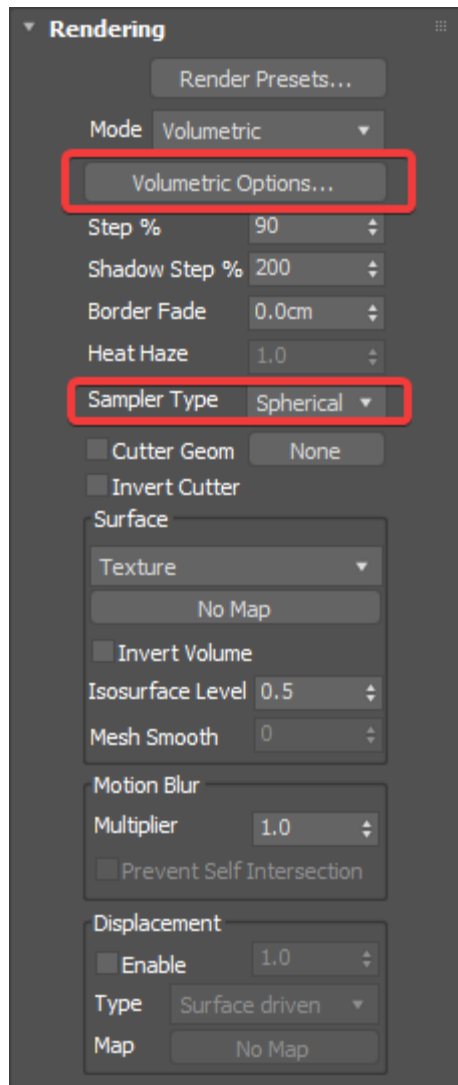 Rendering
Render Presets...
Mode Volumetric
Volumetric Options...
Step % 90
Shadow Step % 200
Border Fade 0.0cm
Heat Haze 1.0
Sampler Type Spherical
Cutter Geom None
Invert Cutter
Surface
Texture
No Map
Invert Volume
Isosurface Level 0.5
Mesh Smooth 0
Motion Blur
Multiplier 1.0
Prevent Self Intersection
Displacement
Enable 1.0
Type Surface driven
Map No Map